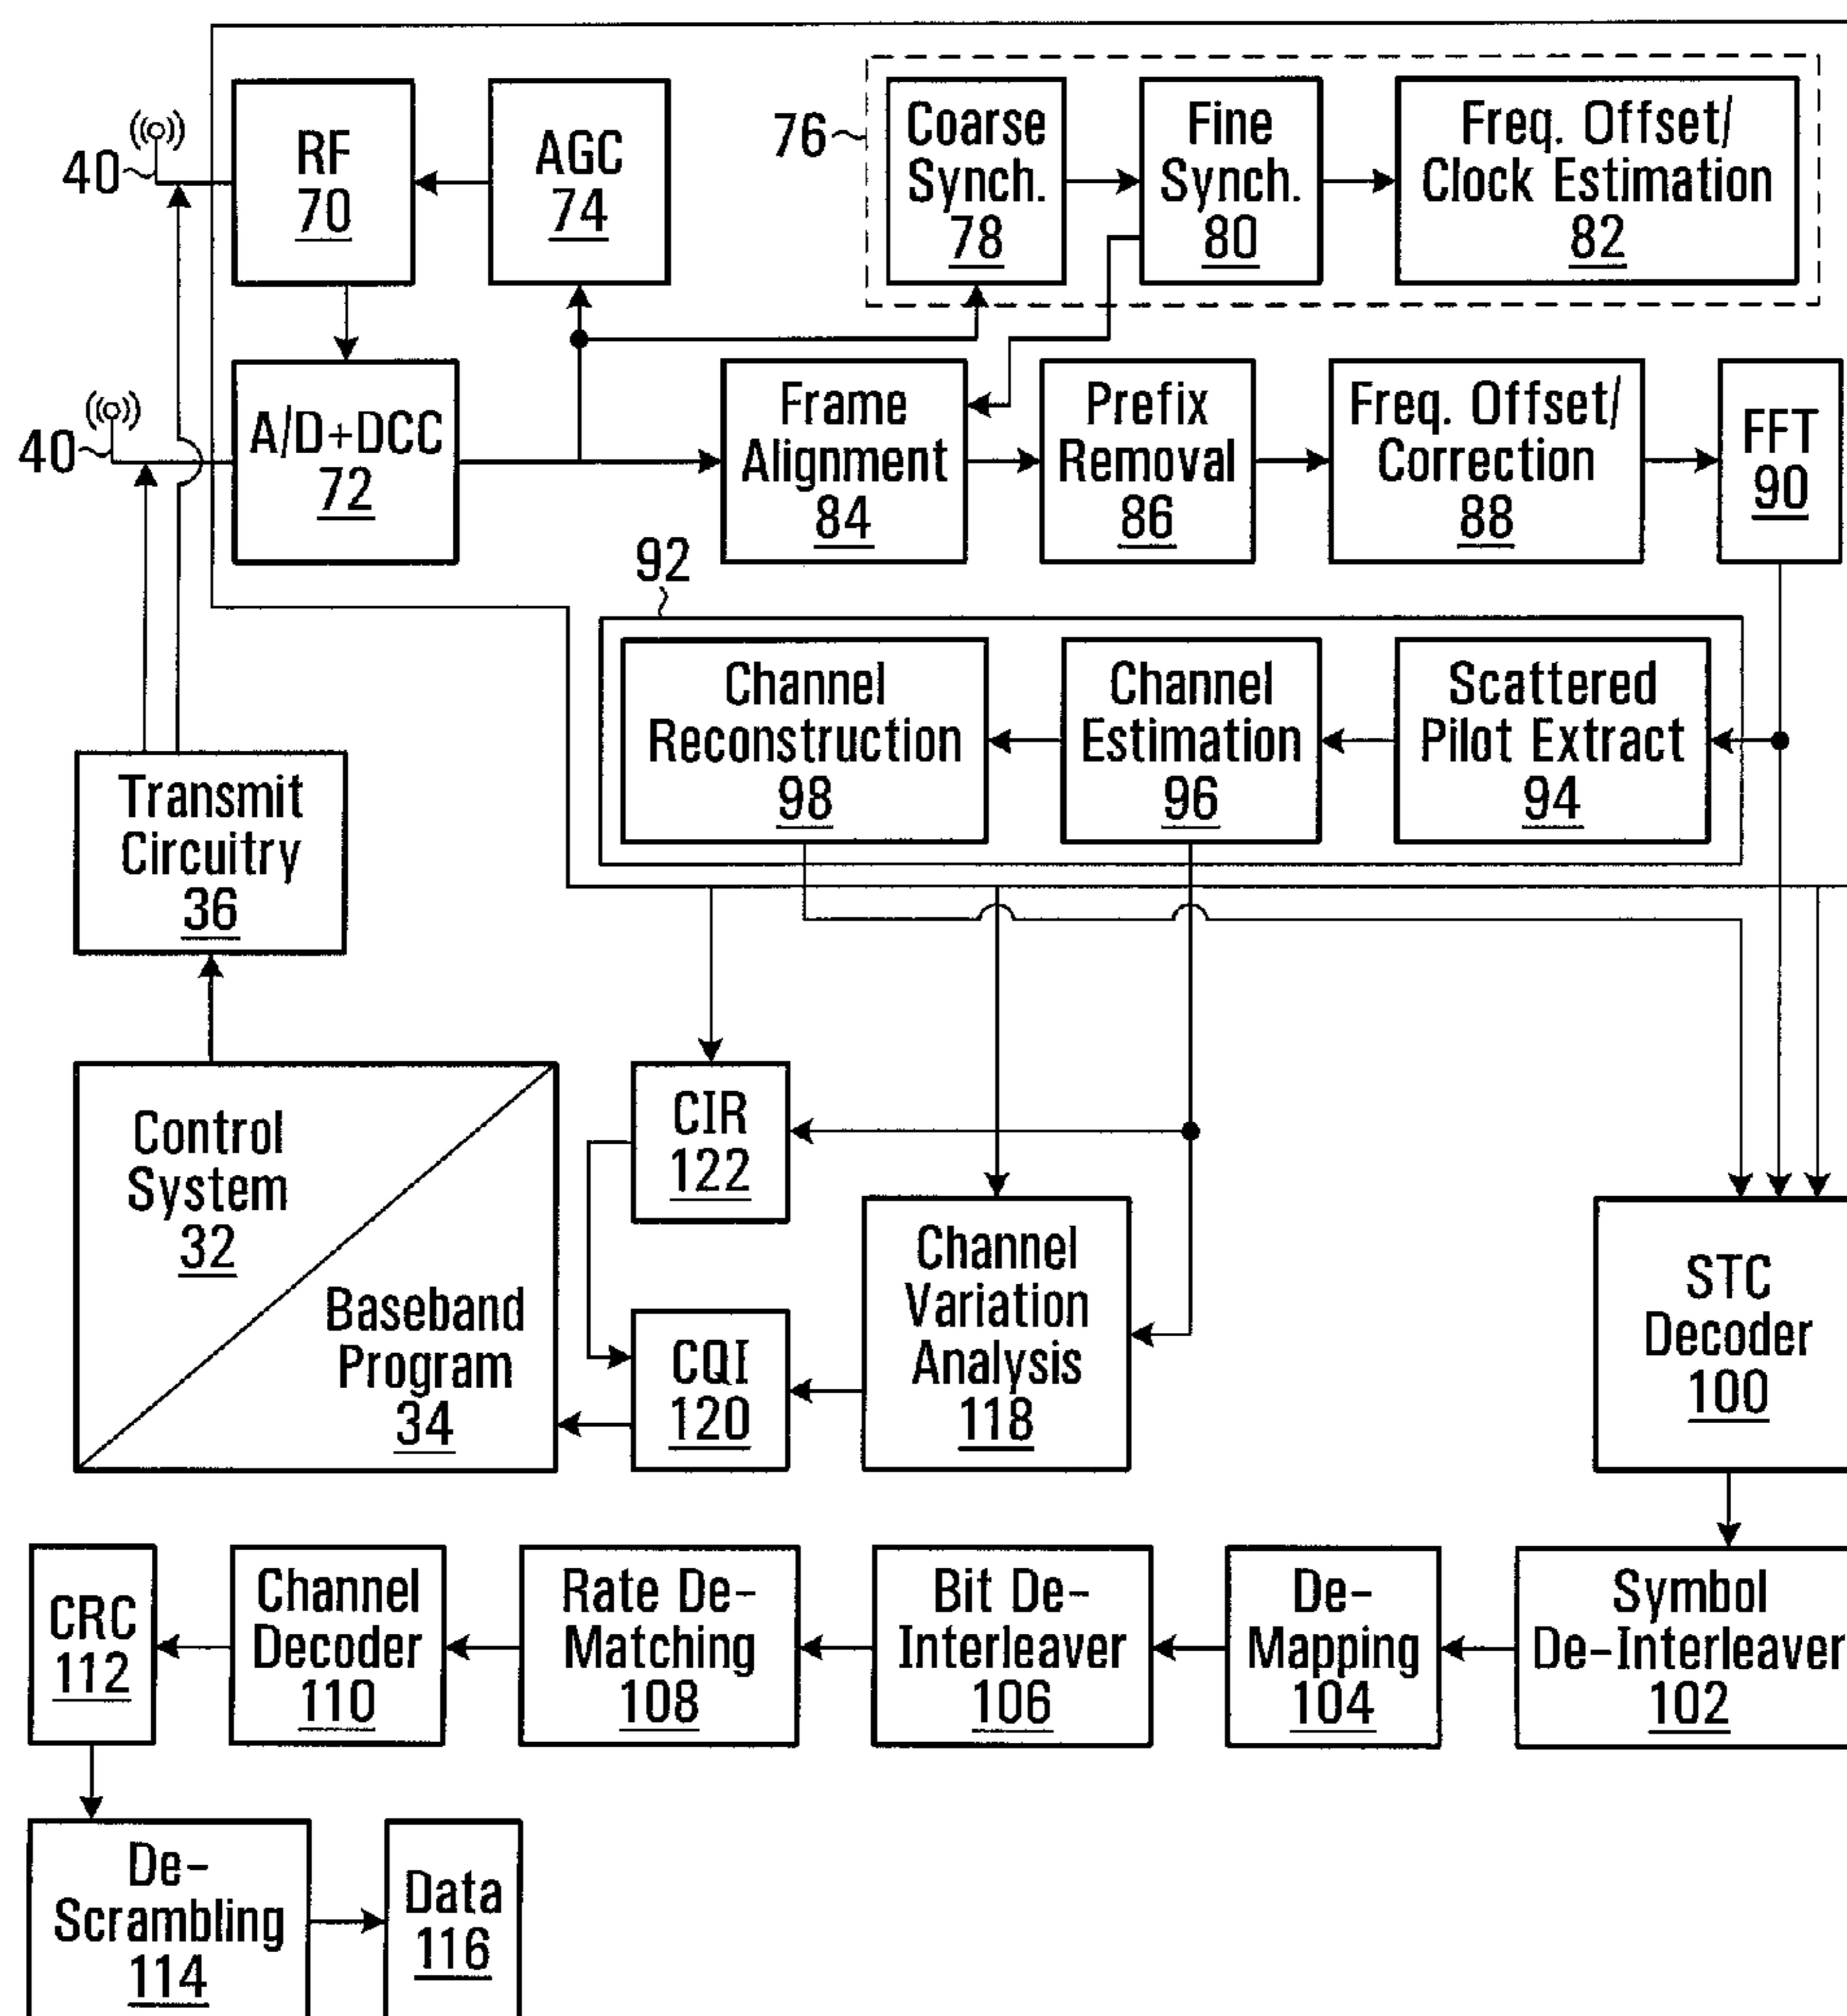 40
RF
70
AGC
74
76
Coarse
Synch.
78
Fine
Synch.
80
Freq. Offset/
Clock Estimation
82
40
A/D+DCC
72
Frame
Alignment
84
Prefix
Removal
86
Freq. Offset/
Correction
88
FFT
90
92
Channel
Reconstruction
98
Channel
Estimation
96
Scattered
Pilot Extract
94
Transmit
Circuitry
36
Control
System
32
Baseband
Program
34
CIR
122
CQI
120
Channel
Variation
Analysis
118
STC
Decoder
100
CRC
112
Channel
Decoder
110
Rate De-
Matching
108
Bit De-
Interleaver
106
De-
Mapping
104
Symbol
De-Interleaver
102
De-
Scrambling
114
Data
116